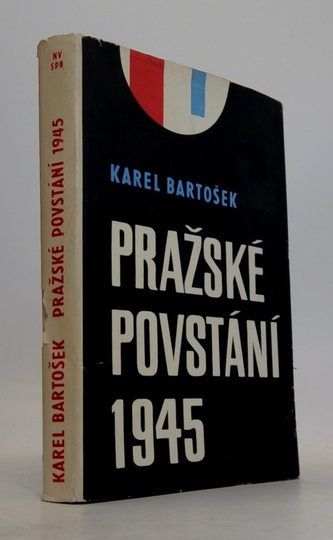 NV
SPB
KAREL BARTOŠEK PRAŽSKÉ POVSTÁNÍ 1945
KAREL BARTOŠEK
PRAŽSKÉ
POVSTÁNÍ
1945